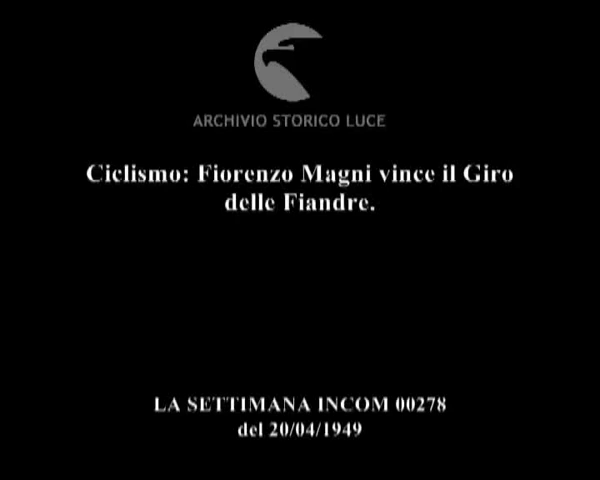 ARCHIVIO STORICO LUCE
Ciclismo: Fiorenzo Magni vince il Giro
delle Fiandre.
LA SETTIMANA INCOM 00278
del 20/04/1949